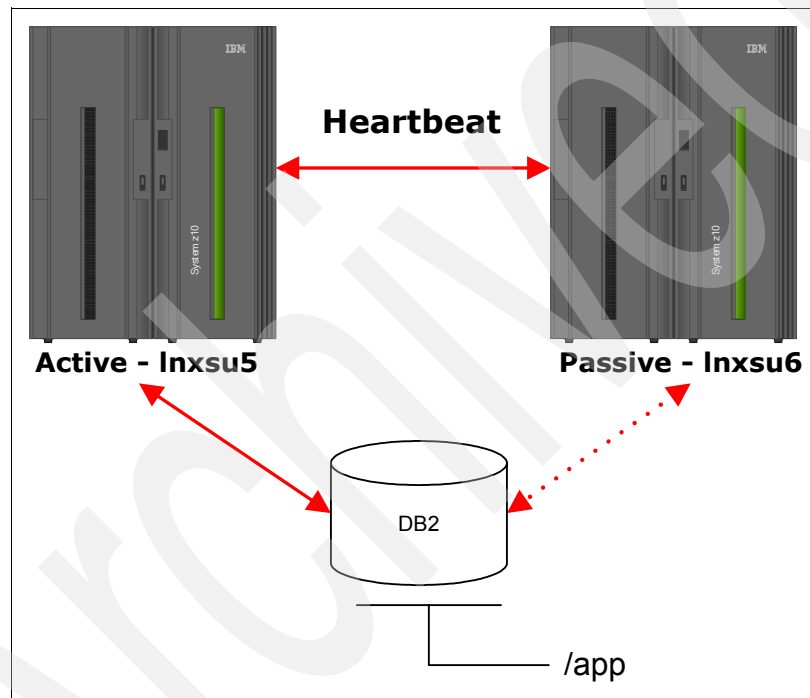 IBM
IBM
Heartbeat
System z10
System z10
Active - lnxsu5
Passive - lnxsu6
DB2
/app